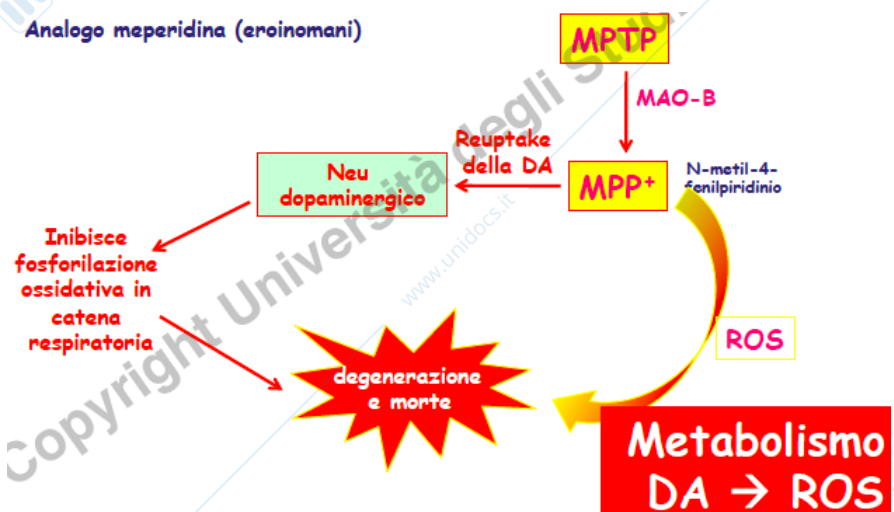 Analogo meperidina (eroinomani)
MPTP
MAO-B
Reuptake
della DA
Neu
dopaminergico
MPP+
N-metil-4-
fenilpiridinio
Inibisce
fosforilazione
ossidativa in
catena
respiratoria
ROS
degenerazione
e morte
Metabolismo
DA → ROS
Copyright Università degli
www.unidocs.it